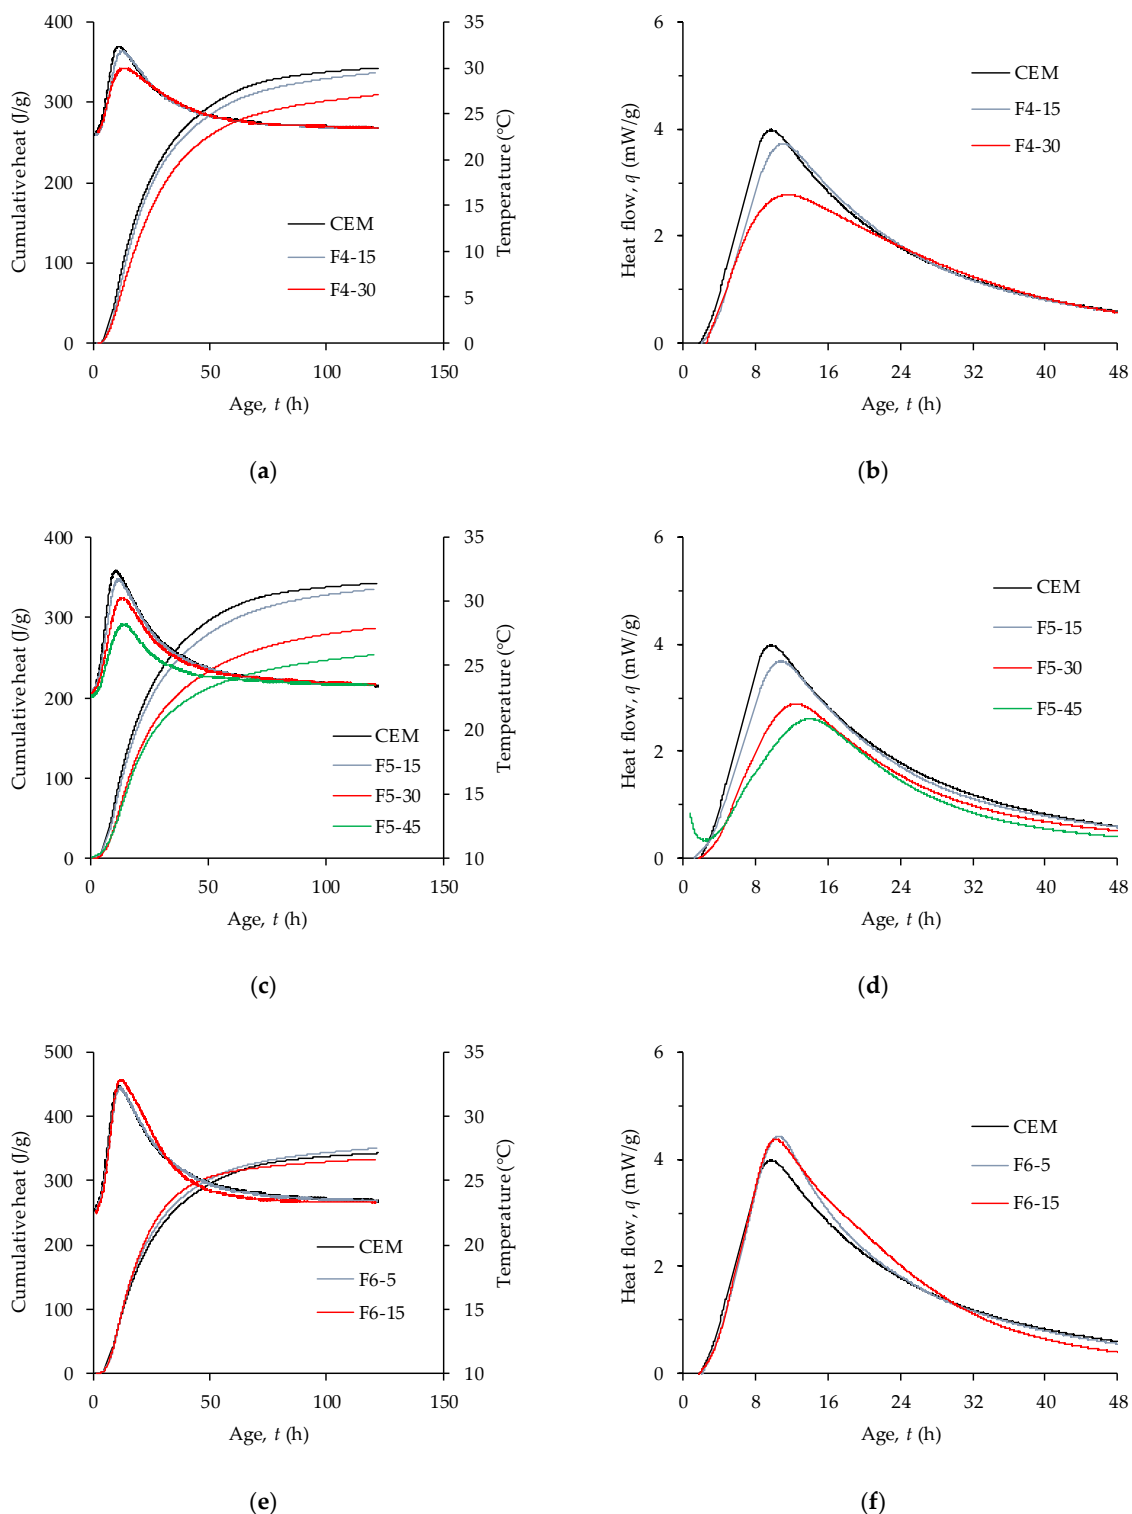 400
300
200
100
0
35
30
25
20
15
10
5
0
0
50
100
150
Cumulative heat (J/g)
Temperature (°C)
Age, t (h)
CEM
F4-15
F4-30
(a)
6
4
2
0
0
8
16
24
32
40
48
Heat flow, q (mW/g)
Age, t (h)
CEM
F4-15
F4-30
(b)
400
300
200
100
0
35
30
25
20
15
10
0
50
100
150
Cumulative heat (J/g)
Temperature (°C)
Age, t (h)
CEM
F5-15
F5-30
F5-45
(c)
6
4
2
0
0
8
16
24
32
40
48
Heat flow, q (mW/g)
Age, t (h)
CEM
F5-15
F5-30
F5-45
(d)
500
400
300
200
100
0
35
30
25
20
15
10
0
50
100
150
Cumulative heat (J/g)
Temperature (°C)
Age, t (h)
CEM
F6-5
F6-15
(e)
6
4
2
0
0
8
16
24
32
40
48
Heat flow, q (mW/g)
Age, t (h)
CEM
F6-5
F6-15
(f)